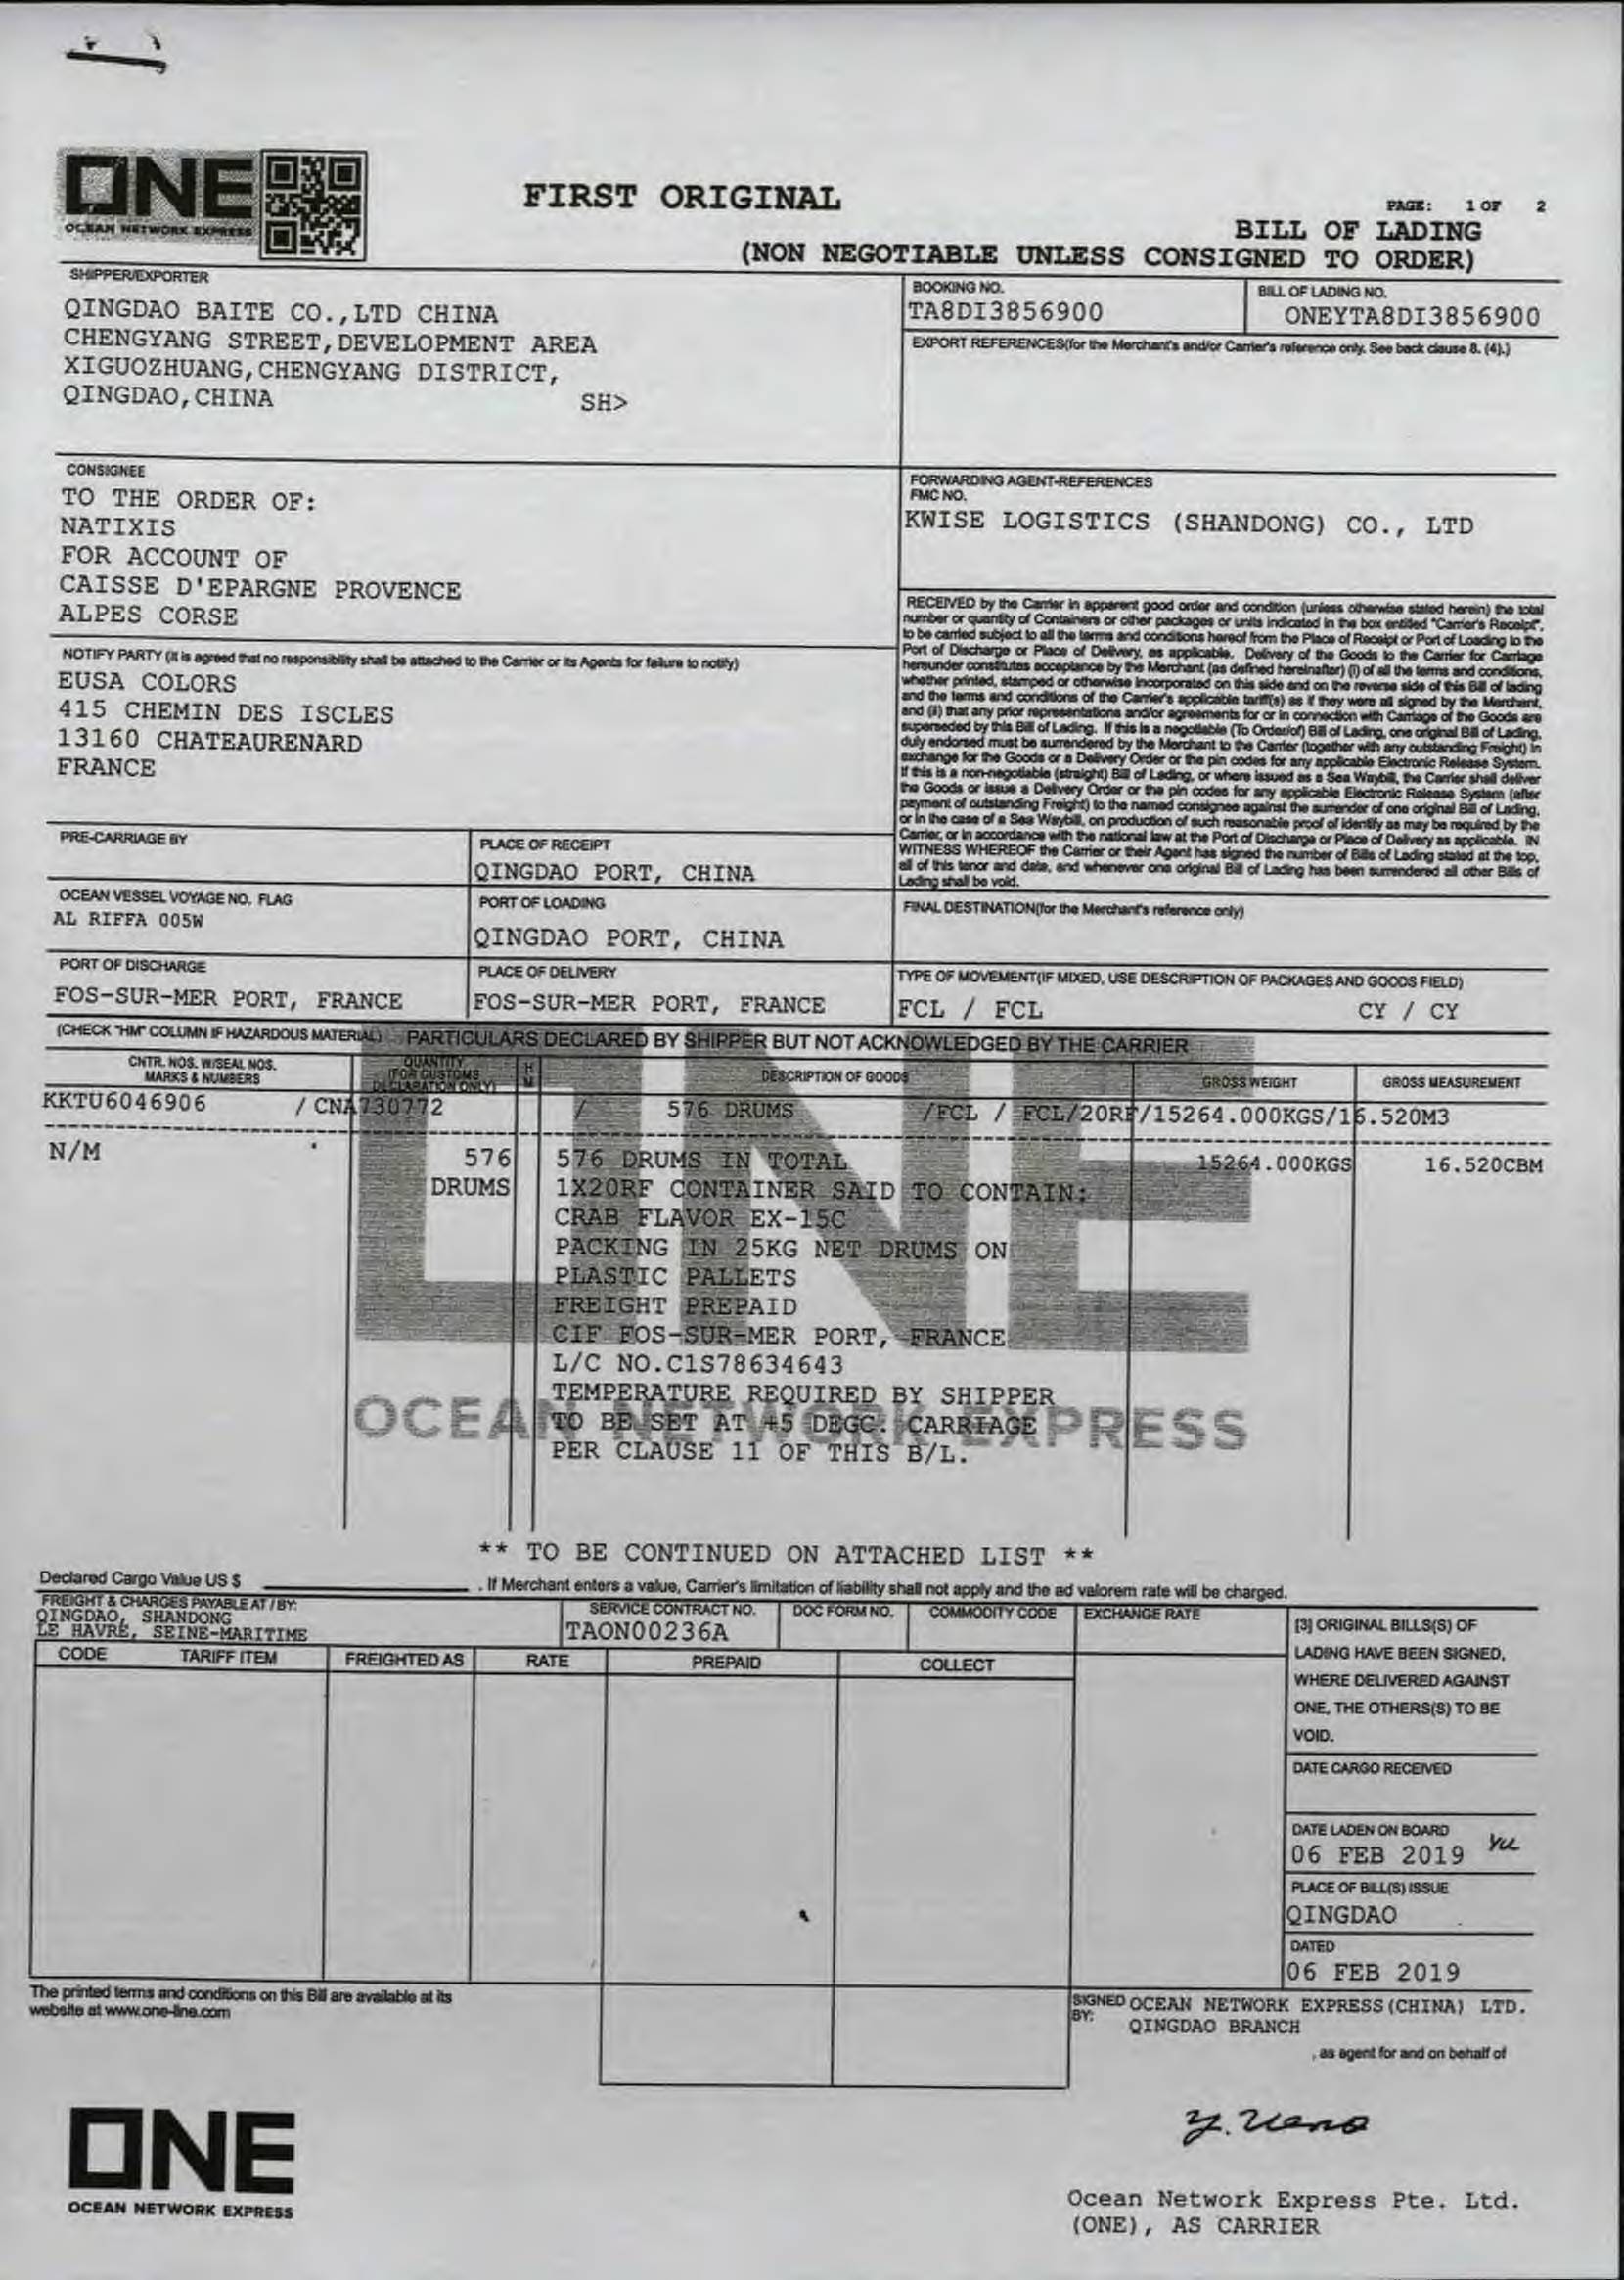 ONE
OCEAN NETWORK EXPRESS
FIRST ORIGINAL
PAGE: 1 OF 2
BILL OF LADING
(NON NEGOTIABLE UNLESS CONSIGNED TO ORDER)
SHIPPER/EXPORTER
QINGDAO BAITE CO.,LTD CHINA
CHENGYANG STREET,DEVELOPMENT AREA
XIGUOZHUANG,CHENGYANG DISTRICT,
QINGDAO,CHINA SH>
BOOKING NO.
TA8DI3856900
BILL OF LADING NO.
ONEYTA8DI3856900
EXPORT REFERENCES(for the Merchant's and/or Carrier's reference only. See back clause 8. (4).)
CONSIGNEE
TO THE ORDER OF:
NATIXIS
FOR ACCOUNT OF
CAISSE D'EPARGNE PROVENCE
ALPES CORSE
FORWARDING AGENT-REFERENCES
FMC NO.
KWISE LOGISTICS (SHANDONG) CO., LTD
NOTIFY PARTY (It is agreed that no responsibility shall be attached to the Carrier or its Agents for failure to notify)
EUSA COLORS
415 CHEMIN DES ISCLES
13160 CHATEAURENARD
FRANCE
RECEIVED by the Carrier in apparent good order and condition (unless otherwise stated herein) the total
number or quantity of Containers or other packages or units indicated in the box entitled "Carrier's Receipt",
to be carried subject to all the terms and conditions hereof from the Place of Receipt or Port of Loading to the
Port of Discharge or Place of Delivery, as applicable. Delivery of the Goods to the Carrier for Carriage
hereunder constitutes acceptance by the Merchant (as defined hereinafter) (i) of all the terms and conditions,
whether printed, stamped or otherwise incorporated on this side and on the reverse side of this Bill of lading
and the terms and conditions of the Carrier's applicable tariff(s) as if they were all signed by the Merchant,
and (ii) that any prior representations and/or agreements for or in connection with Carriage of the Goods are
superseded by this Bill of Lading. If this is a negotiable (To Order/of) Bill of Lading, one original Bill of Lading,
duly endorsed must be surrendered by the Merchant to the Carrier (together with any outstanding Freight) in
exchange for the Goods or a Delivery Order or the pin codes for any applicable Electronic Release System.
If this is a non-negotiable (straight) Bill of Lading, or where issued as a Sea Waybill, the Carrier shall deliver
the Goods or issue a Delivery Order or the pin codes for any applicable Electronic Release System (after
payment of outstanding Freight) to the named consignee against the surrender of one original Bill of Lading,
or in the case of a Sea Waybill, on production of such reasonable proof of identify as may be required by the
Carrier, or in accordance with the national law at the Port of Discharge or Place of Delivery as applicable. IN
WITNESS WHEREOF the Carrier or their Agent has signed the number of Bills of Lading stated at the top,
all of this tenor and date, and whenever one original Bill of Lading has been surrendered all other Bills of
Lading shall be void.
PRE-CARRIAGE BY
PLACE OF RECEIPT
QINGDAO PORT, CHINA
OCEAN VESSEL VOYAGE NO. FLAG
AL RIFFA 005W
PORT OF LOADING
QINGDAO PORT, CHINA
FINAL DESTINATION(for the Merchant's reference only)
PORT OF DISCHARGE
FOS-SUR-MER PORT, FRANCE
PLACE OF DELIVERY
FOS-SUR-MER PORT, FRANCE
TYPE OF MOVEMENT(IF MIXED, USE DESCRIPTION OF PACKAGES AND GOODS FIELD)
FCL / FCL CY / CY
(CHECK "HM" COLUMN IF HAZARDOUS MATERIAL) PARTICULARS DECLARED BY SHIPPER BUT NOT ACKNOWLEDGED BY THE CARRIER
CNTR. NOS. W/SEAL NOS.
MARKS & NUMBERS
QUANTITY
(FOR CUSTOMS
DECLARATION ONLY)
H
M
DESCRIPTION OF GOODS
GROSS WEIGHT
GROSS MEASUREMENT
KKTU6046906 / CNA730772 / 576 DRUMS /FCL / FCL/20RF/15264.000KGS/16.520M3
N/M
576
DRUMS
576 DRUMS IN TOTAL
1X20RF CONTAINER SAID TO CONTAIN:
CRAB FLAVOR EX-15C
PACKING IN 25KG NET DRUMS ON
PLASTIC PALLETS
FREIGHT PREPAID
CIF FOS-SUR-MER PORT, FRANCE
L/C NO.C1S78634643
TEMPERATURE REQUIRED BY SHIPPER
TO BE SET AT +5 DEGC. CARRIAGE
PER CLAUSE 11 OF THIS B/L.
15264.000KGS
16.520CBM
ONE
OCEAN NETWORK EXPRESS
** TO BE CONTINUED ON ATTACHED LIST **
Declared Cargo Value US $ . If Merchant enters a value, Carrier's limitation of liability shall not apply and the ad valorem rate will be charged.
FREIGHT & CHARGES PAYABLE AT / BY:
QINGDAO, SHANDONG
LE HAVRE, SEINE-MARITIME
SERVICE CONTRACT NO.
TAON00236A
DOC FORM NO.
COMMODITY CODE
EXCHANGE RATE
CODE TARIFF ITEM
FREIGHTED AS
RATE
PREPAID
COLLECT
[3] ORIGINAL BILLS(S) OF
LADING HAVE BEEN SIGNED,
WHERE DELIVERED AGAINST
ONE, THE OTHERS(S) TO BE
VOID.
DATE CARGO RECEIVED
DATE LADEN ON BOARD
06 FEB 2019
PLACE OF BILL(S) ISSUE
QINGDAO
DATED
06 FEB 2019
The printed terms and conditions on this Bill are available at its
website at www.one-line.com
SIGNED BY: OCEAN NETWORK EXPRESS(CHINA) LTD.
QINGDAO BRANCH
, as agent for and on behalf of
Y. Ueno
Ocean Network Express Pte. Ltd.
(ONE), AS CARRIER
ONE
OCEAN NETWORK EXPRESS